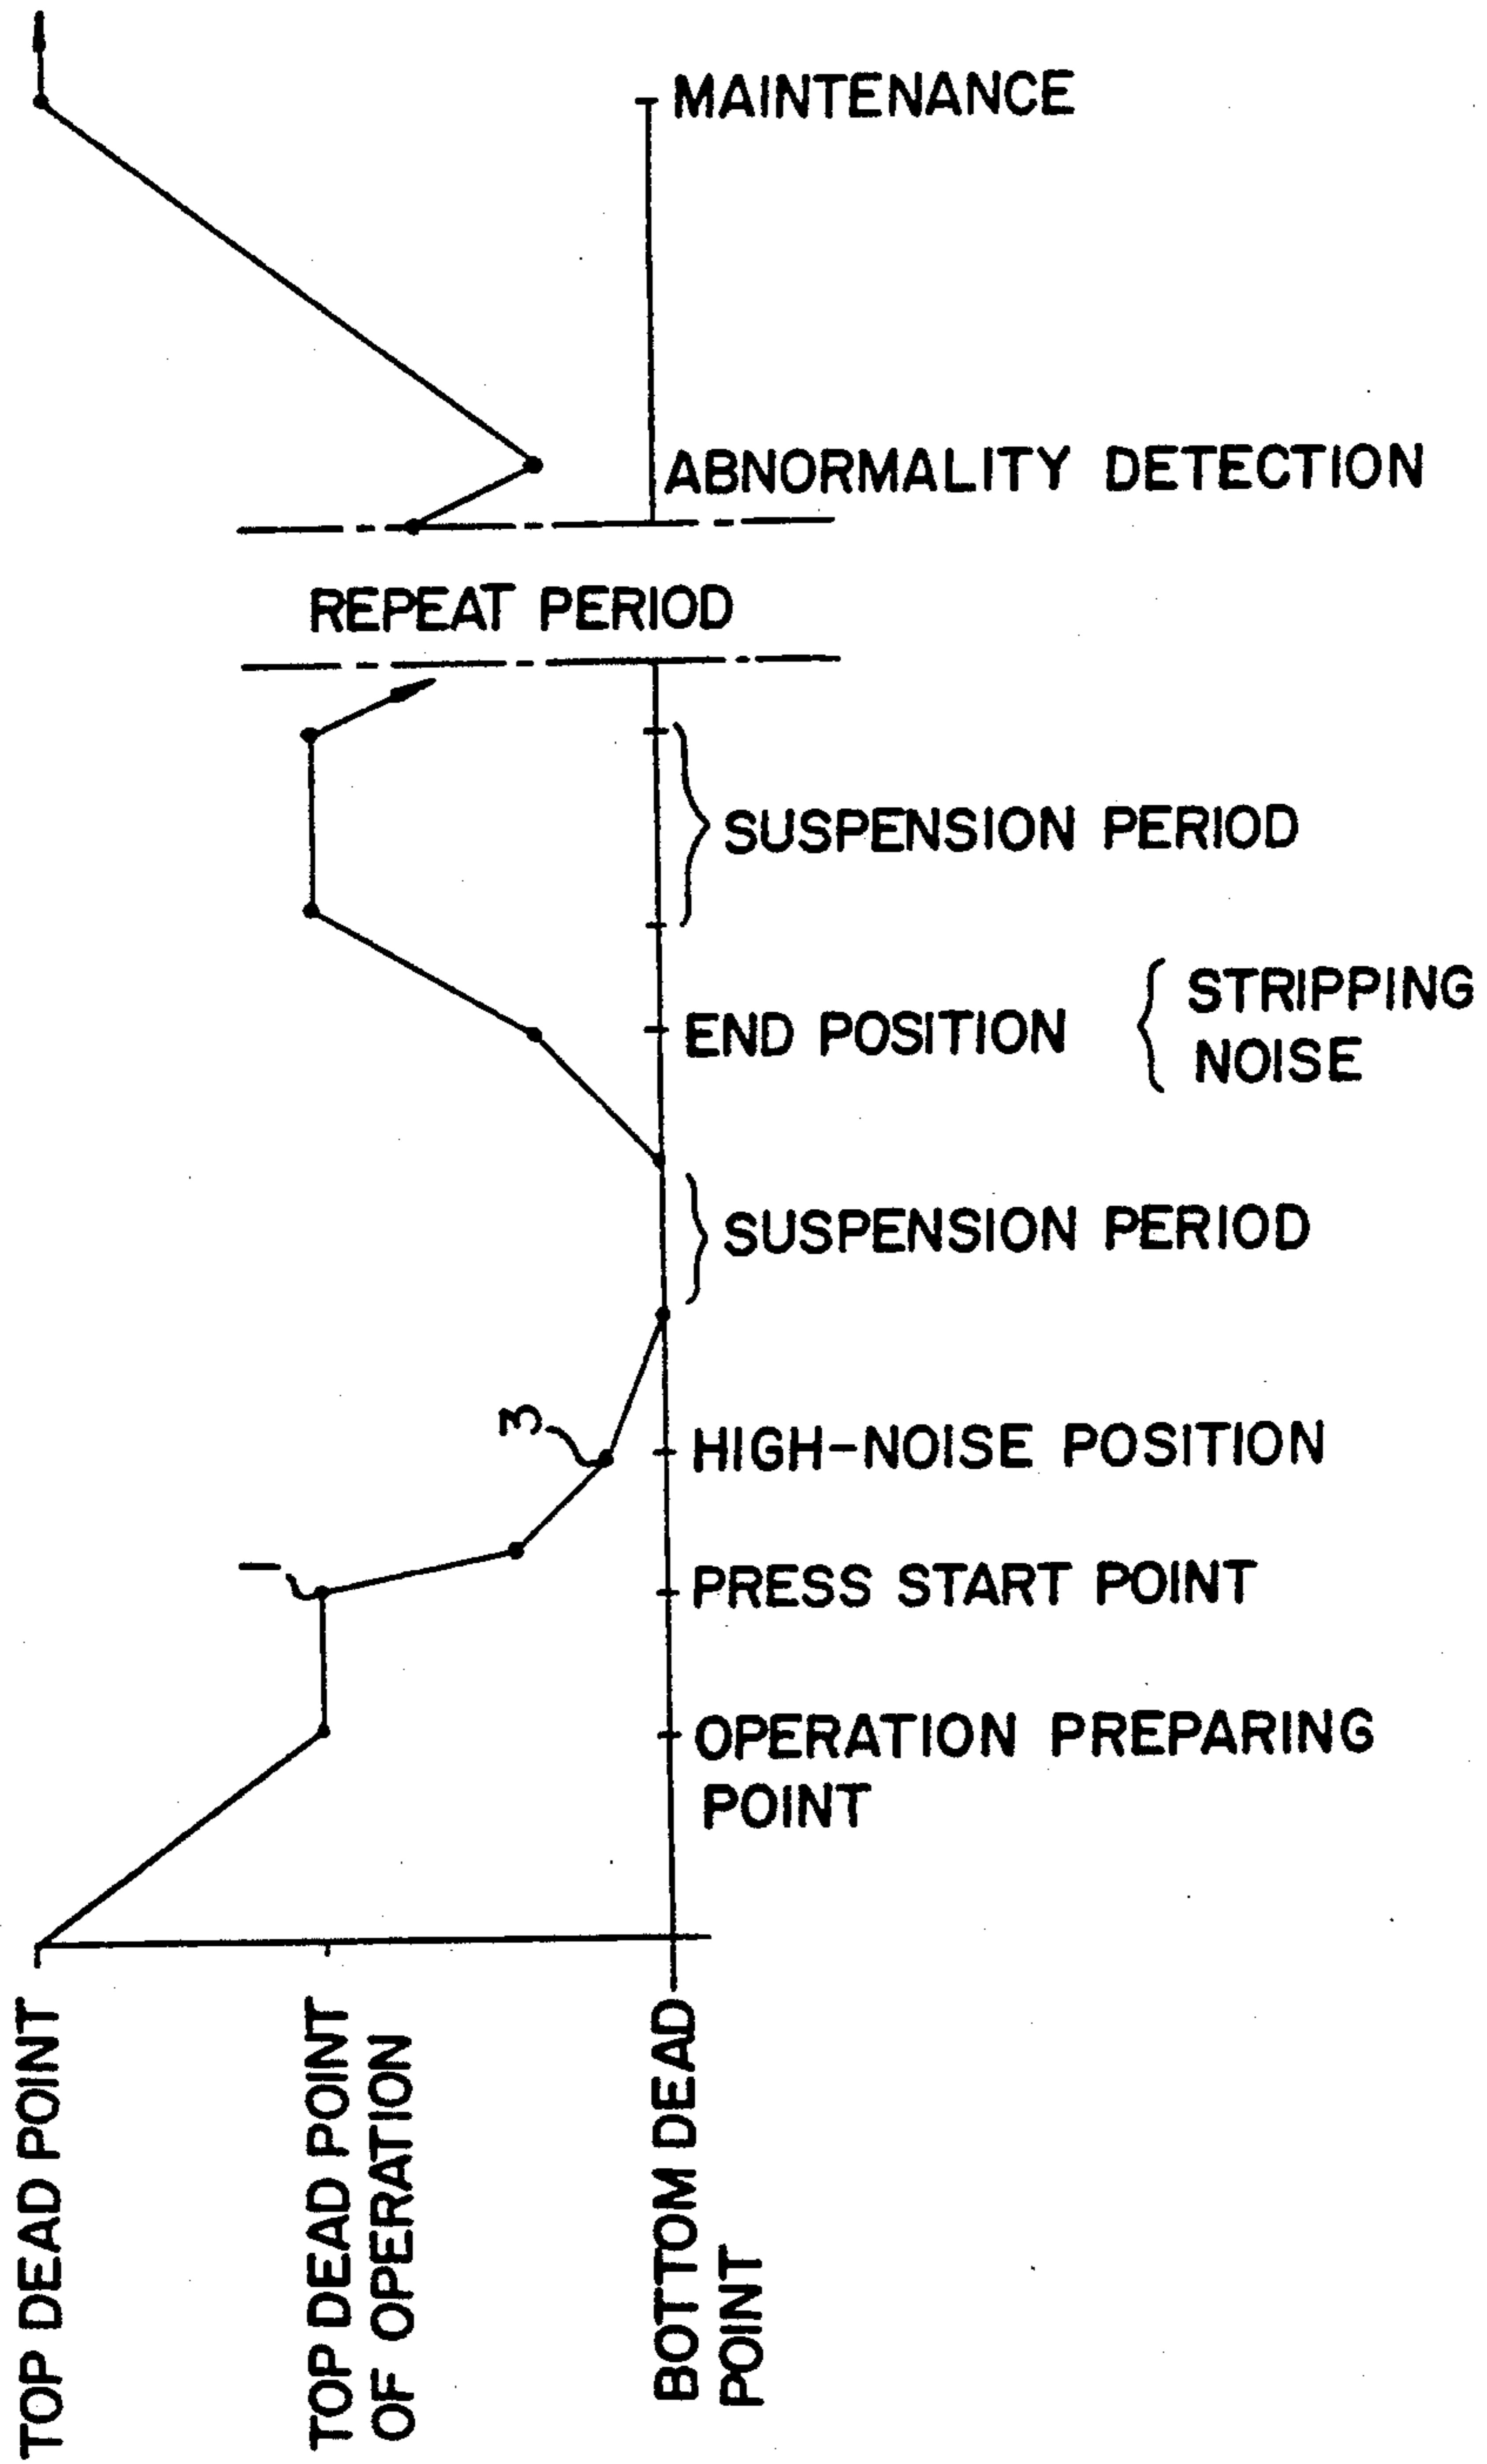 MAINTENANCE
ABNORMALITY DETECTION
REPEAT PERIOD
SUSPENSION PERIOD
END POSITION
STRIPPING
NOISE
SUSPENSION PERIOD
3
HIGH-NOISE POSITION
1
PRESS START POINT
OPERATION PREPARING
POINT
TOP DEAD POINT
TOP DEAD POINT
OF OPERATION
BOTTOM DEAD
POINT